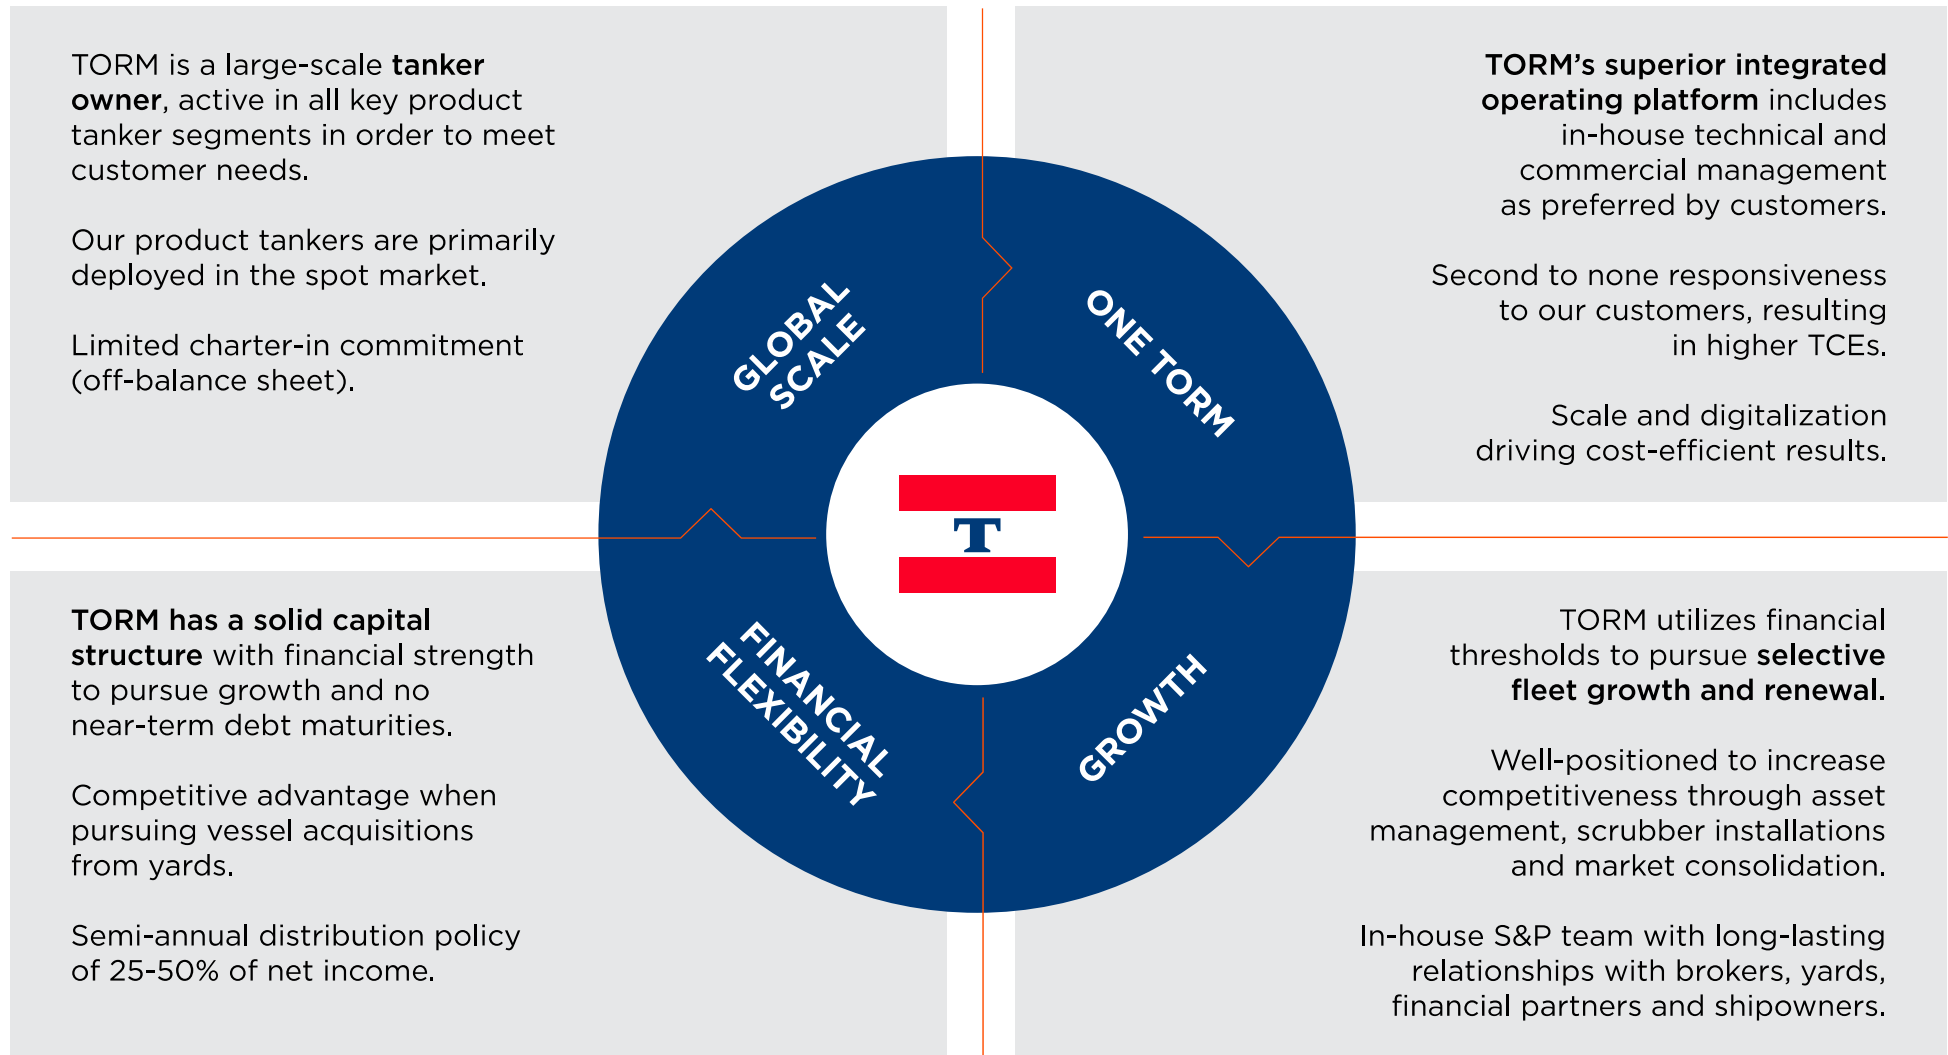 TORM is a large-scale tanker
owner, active in all key product
tanker segments in order to meet
customer needs.
Our product tankers are primarily
deployed in the spot market.
Limited charter-in commitment
(off-balance sheet).
TORM’s superior integrated
operating platform includes
in-house technical and
commercial management
as preferred by customers.
Second to none responsiveness
to our customers, resulting
in higher TCEs.
Scale and digitalization
driving cost-efficient results.
GLOBAL
SCALE
ONE TORM
T
FINANCIAL
FLEXIBILITY
GROWTH
TORM has a solid capital
structure with financial strength
to pursue growth and no
near-term debt maturities.
Competitive advantage when
pursuing vessel acquisitions
from yards.
Semi-annual distribution policy
of 25-50% of net income.
TORM utilizes financial
thresholds to pursue selective
fleet growth and renewal.
Well-positioned to increase
competitiveness through asset
management, scrubber installations
and market consolidation.
In-house S&P team with long-lasting
relationships with brokers, yards,
financial partners and shipowners.